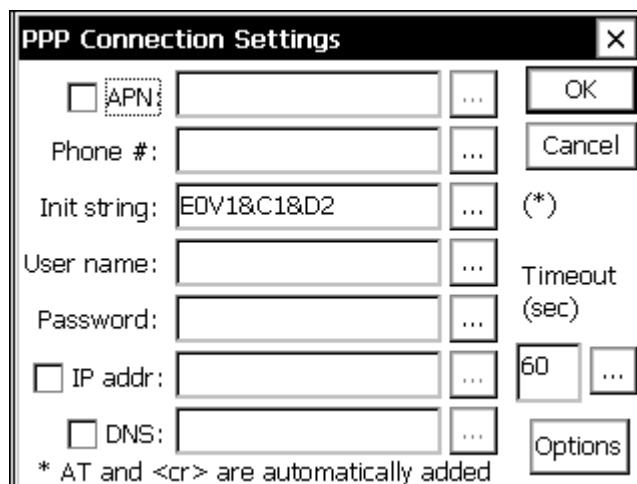 PPP Connection Settings
APN:
...
OK
Phone #:
...
Cancel
Init string: E0V1&C1&D2
...
(*)
User name:
...
Timeout
(sec)
Password:
...
IP addr:
...
60
...
DNS:
...
Options
* AT and <cr> are automatically added